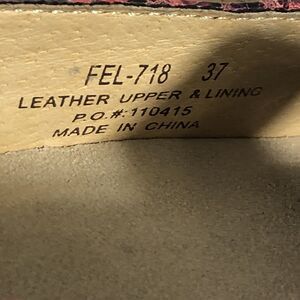 FEL-718 37
LEATHER UPPER & LINING
P.O.#:110415
MADE IN CHINA